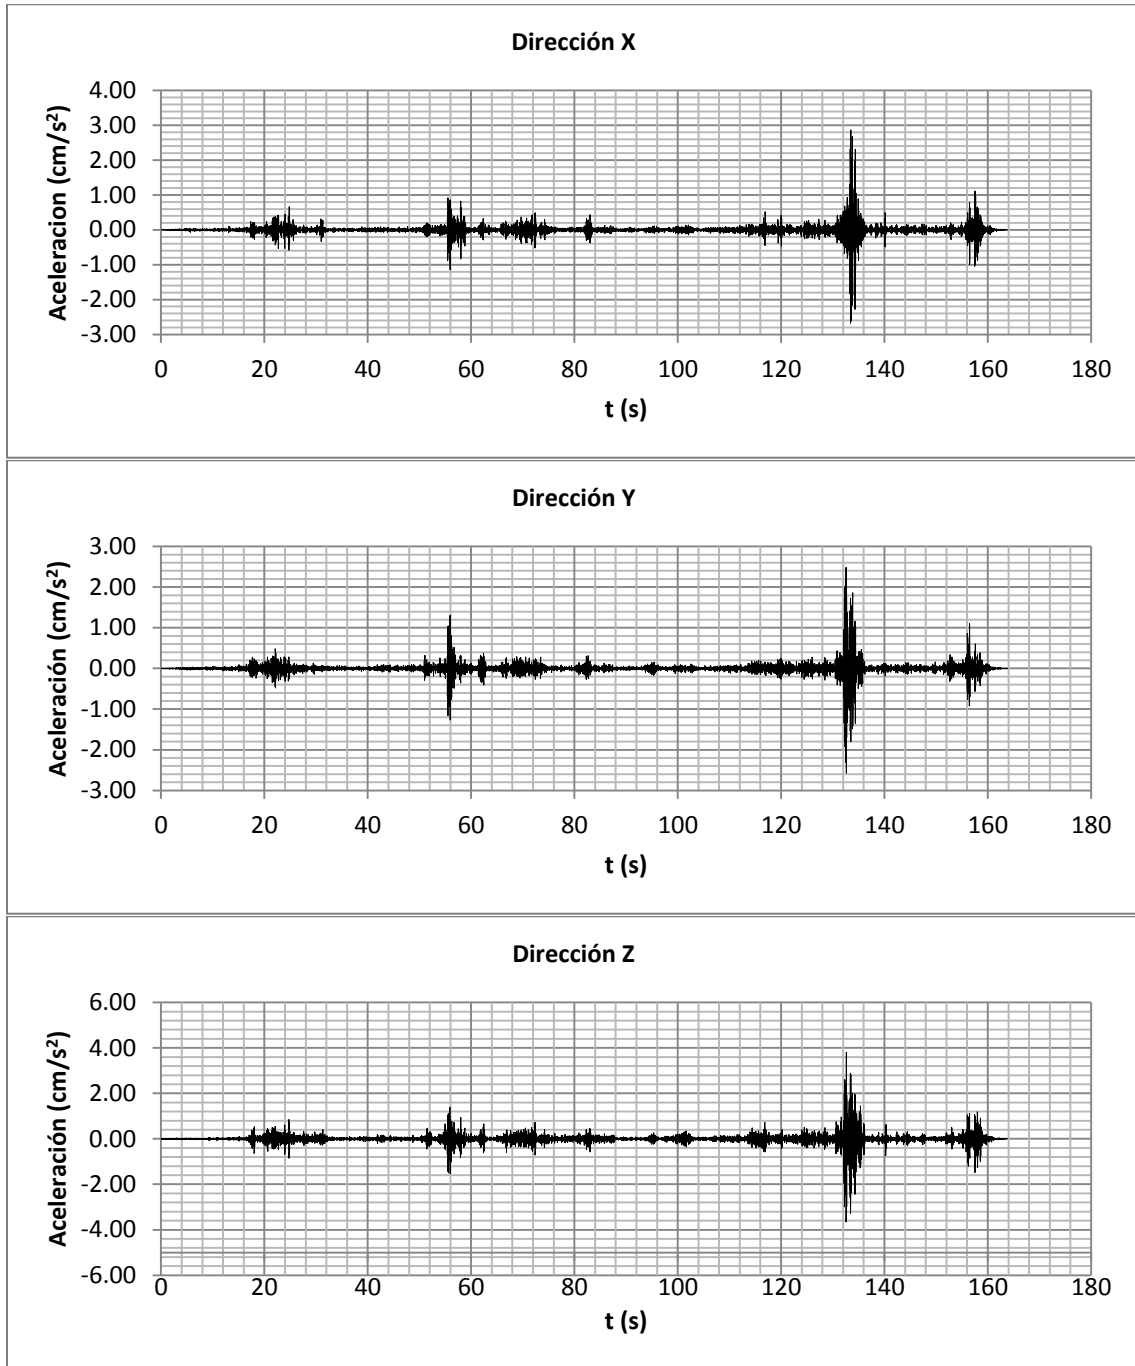 Dirección X
Aceleracion (cm/s²)
4.00
3.00
2.00
1.00
0.00
-1.00
-2.00
-3.00
0 20 40 60 80 100 120 140 160 180
t (s)
Dirección Y
Aceleración (cm/s²)
3.00
2.00
1.00
0.00
-1.00
-2.00
-3.00
0 20 40 60 80 100 120 140 160 180
t (s)
Dirección Z
Aceleración (cm/s²)
6.00
4.00
2.00
0.00
-2.00
-4.00
-6.00
0 20 40 60 80 100 120 140 160 180
t (s)